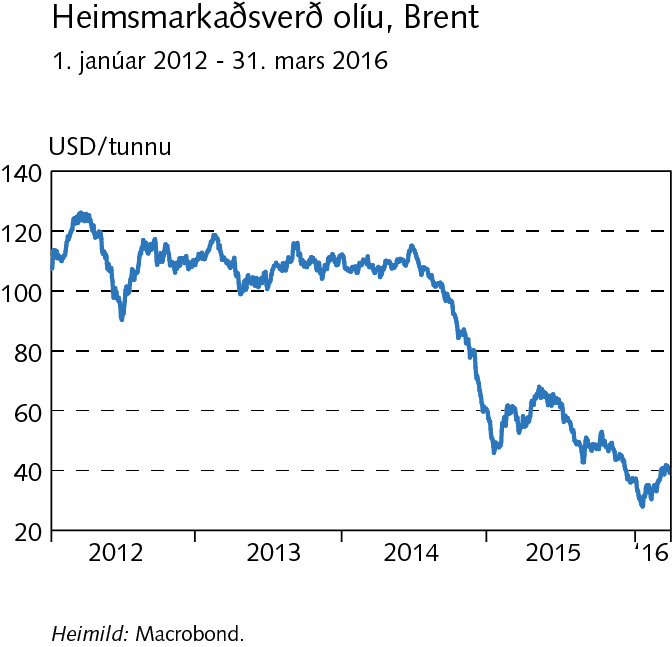 Heimsmarkaðsverð olíu, Brent
1. janúar 2012 - 31. mars 2016
USD/tunnu
140
120
100
80
60
40
20
2012 2013 2014 2015 ‘16
Heimild: Macrobond.